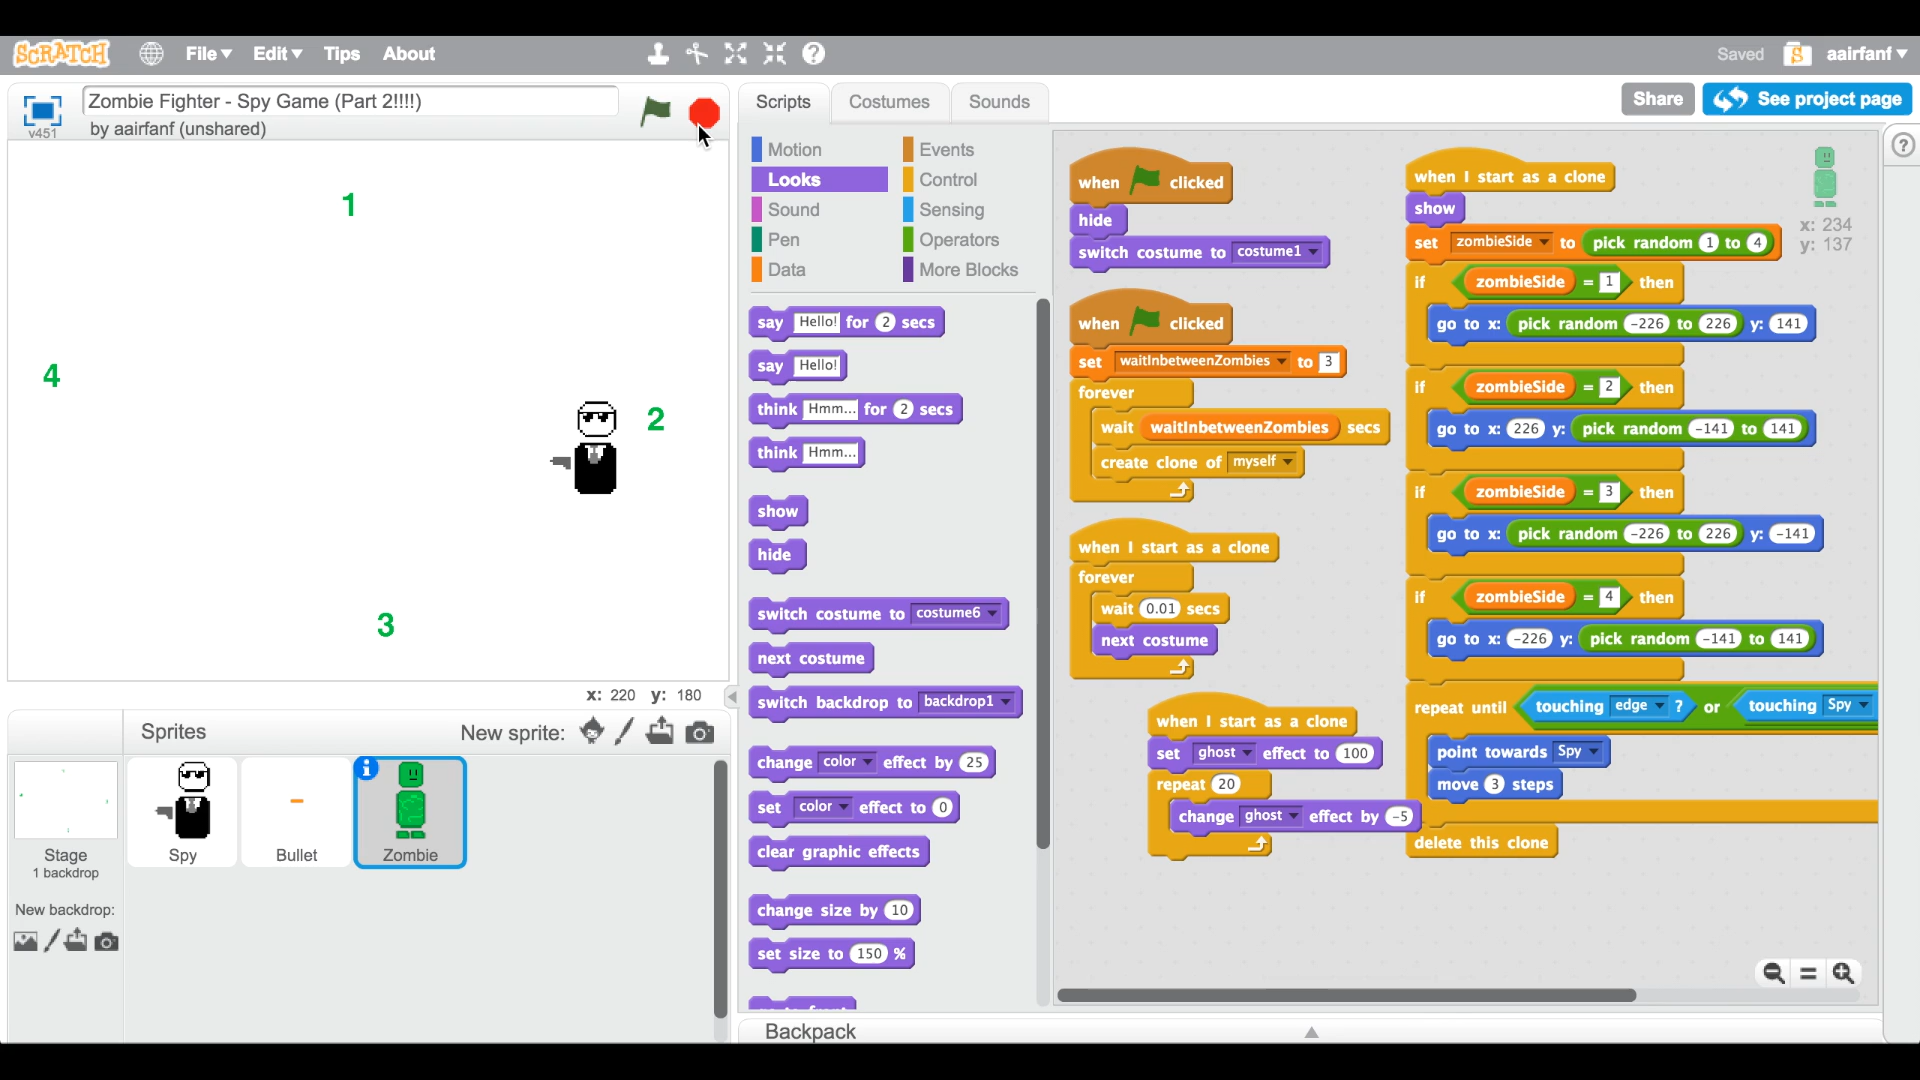 SCRATCH File Edit Tips About Saved aairfanf
v451
Zombie Fighter - Spy Game (Part 2!!!!)
by aairfanf (unshared)
Scripts Costumes Sounds
Share See project page
1
2
3
4
x: 220 y: 180
Sprites New sprite:
Stage
1 backdrop
New backdrop:
Spy
Bullet
Zombie
Motion
Looks
Sound
Pen
Data
Events
Control
Sensing
Operators
More Blocks
say Hello! for 2 secs
say Hello!
think Hmm... for 2 secs
think Hmm...
show
hide
switch costume to costume6
next costume
switch backdrop to backdrop1
change color effect by 25
set color effect to 0
clear graphic effects
change size by 10
set size to 150 %
when clicked
hide
switch costume to costume1
when clicked
set waitInbetweenZombies to 3
forever
wait waitInbetweenZombies secs
create clone of myself
when I start as a clone
forever
wait 0.01 secs
next costume
when I start as a clone
set ghost effect to 100
repeat 20
change ghost effect by -5
when I start as a clone
show
set zombieSide to pick random 1 to 4
if zombieSide = 1 then
go to x: pick random -226 to 226 y: 141
if zombieSide = 2 then
go to x: 226 y: pick random -141 to 141
if zombieSide = 3 then
go to x: pick random -226 to 226 y: -141
if zombieSide = 4 then
go to x: -226 y: pick random -141 to 141
repeat until touching edge ? or touching Spy
point towards Spy
move 3 steps
delete this clone
x: 234
y: 137
Backpack